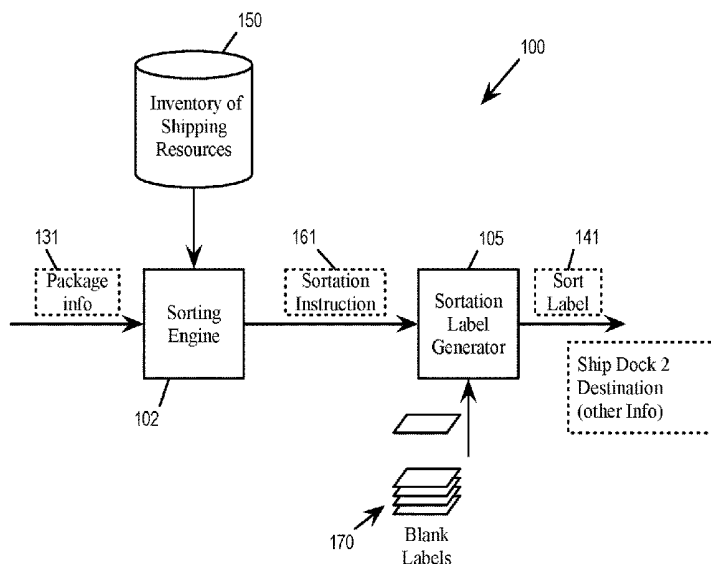 150
100
Inventory of
Shipping
Resources
131
161
105
141
Package
info
Sorting
Engine
Sortation
Instruction
Sortation
Label
Generator
Sort
Label
102
Ship Dock 2
Destination
(other Info)
170
Blank
Labels